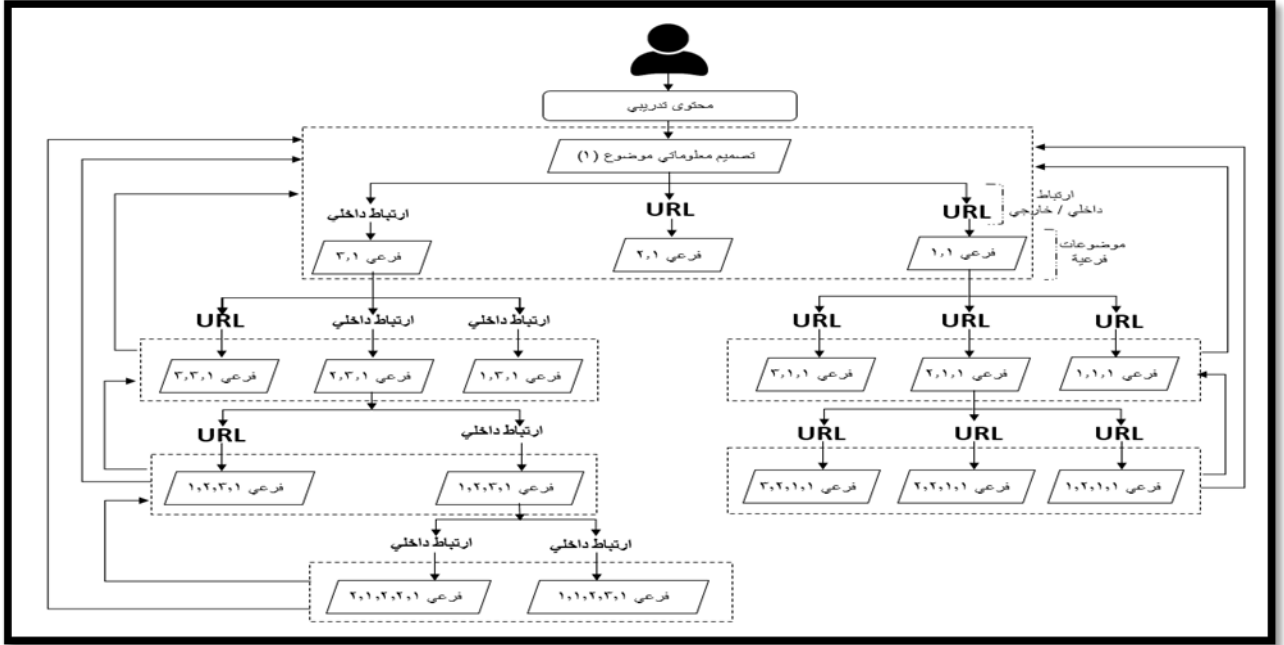 محتوى تدريبي
تصميم معلوماتي موضوع (١)
ارتباط
داخلي / خارجي
URL
URL
ارتباط داخلي
موضوعات
فرعية
فرعي ١,١
فرعي ٢,١
فرعي ٣,١
URL
URL
URL
ارتباط داخلي
ارتباط داخلي
URL
فرعي ١,١,١
فرعي ٢,١,١
فرعي ٣,١,١
فرعي ١,٣,١
فرعي ٢,٣,١
فرعي ٣,٣,١
URL
URL
URL
ارتباط داخلي
URL
فرعي ١,٢,١,١
فرعي ٢,٢,١,١
فرعي ٣,٢,١,١
فرعي ١,٢,٣,١
فرعي ١,٢,٣,١
ارتباط داخلي
ارتباط داخلي
فرعي ١,١,٢,٣,١
فرعي ٢,١,٢,٢,١